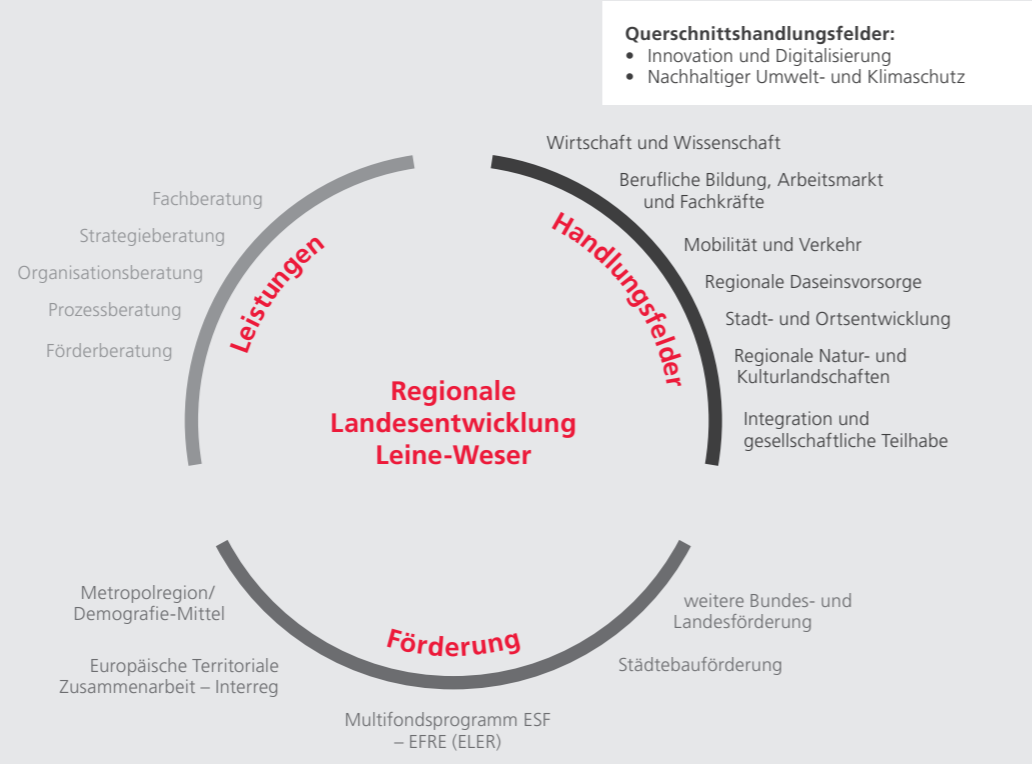 Querschnittshandlungsfelder:
• Innovation und Digitalisierung
• Nachhaltiger Umwelt- und Klimaschutz
Regionale
Landesentwicklung
Leine-Weser
Leistungen
Fachberatung
Strategieberatung
Organisationsberatung
Prozessberatung
Förderberatung
Handlungsfelder
Wirtschaft und Wissenschaft
Berufliche Bildung, Arbeitsmarkt
und Fachkräfte
Mobilität und Verkehr
Regionale Daseinsvorsorge
Stadt- und Ortsentwicklung
Regionale Natur- und
Kulturlandschaften
Integration und
gesellschaftliche Teilhabe
Förderung
Metropolregion/
Demografie-Mittel
Europäische Territoriale
Zusammenarbeit – Interreg
Multifondsprogramm ESF
– EFRE (ELER)
Städtebauförderung
weitere Bundes- und
Landesförderung